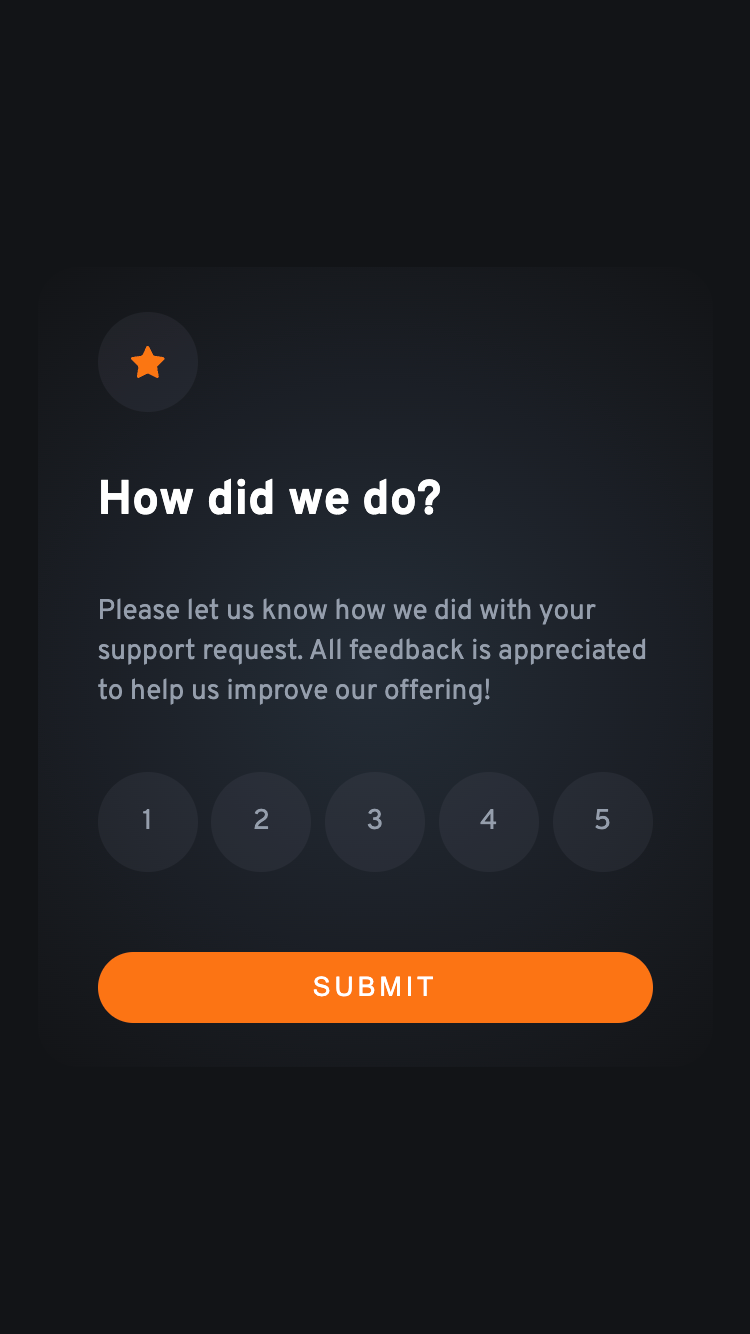 How did we do?
Please let us know how we did with your
support request. All feedback is appreciated
to help us improve our offering!
1 2 3 4 5
SUBMIT